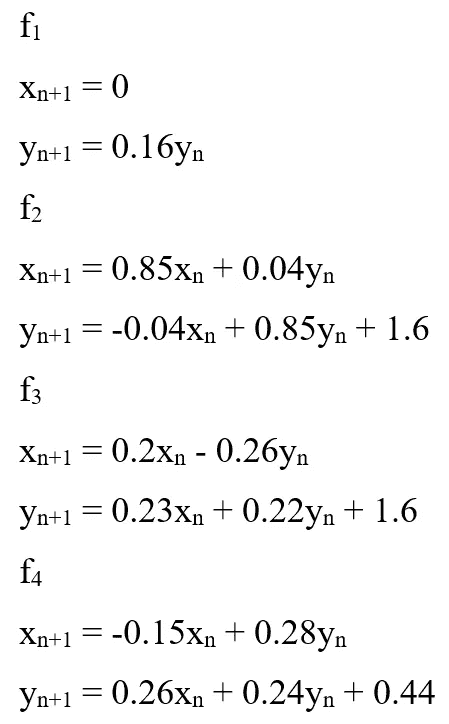 f₁
xₙ₊₁ = 0
yₙ₊₁ = 0.16yₙ
f₂
xₙ₊₁ = 0.85xₙ + 0.04yₙ
yₙ₊₁ = -0.04xₙ + 0.85yₙ + 1.6
f₃
xₙ₊₁ = 0.2xₙ - 0.26yₙ
yₙ₊₁ = 0.23xₙ + 0.22yₙ + 1.6
f₄
xₙ₊₁ = -0.15xₙ + 0.28yₙ
yₙ₊₁ = 0.26xₙ + 0.24yₙ + 0.44